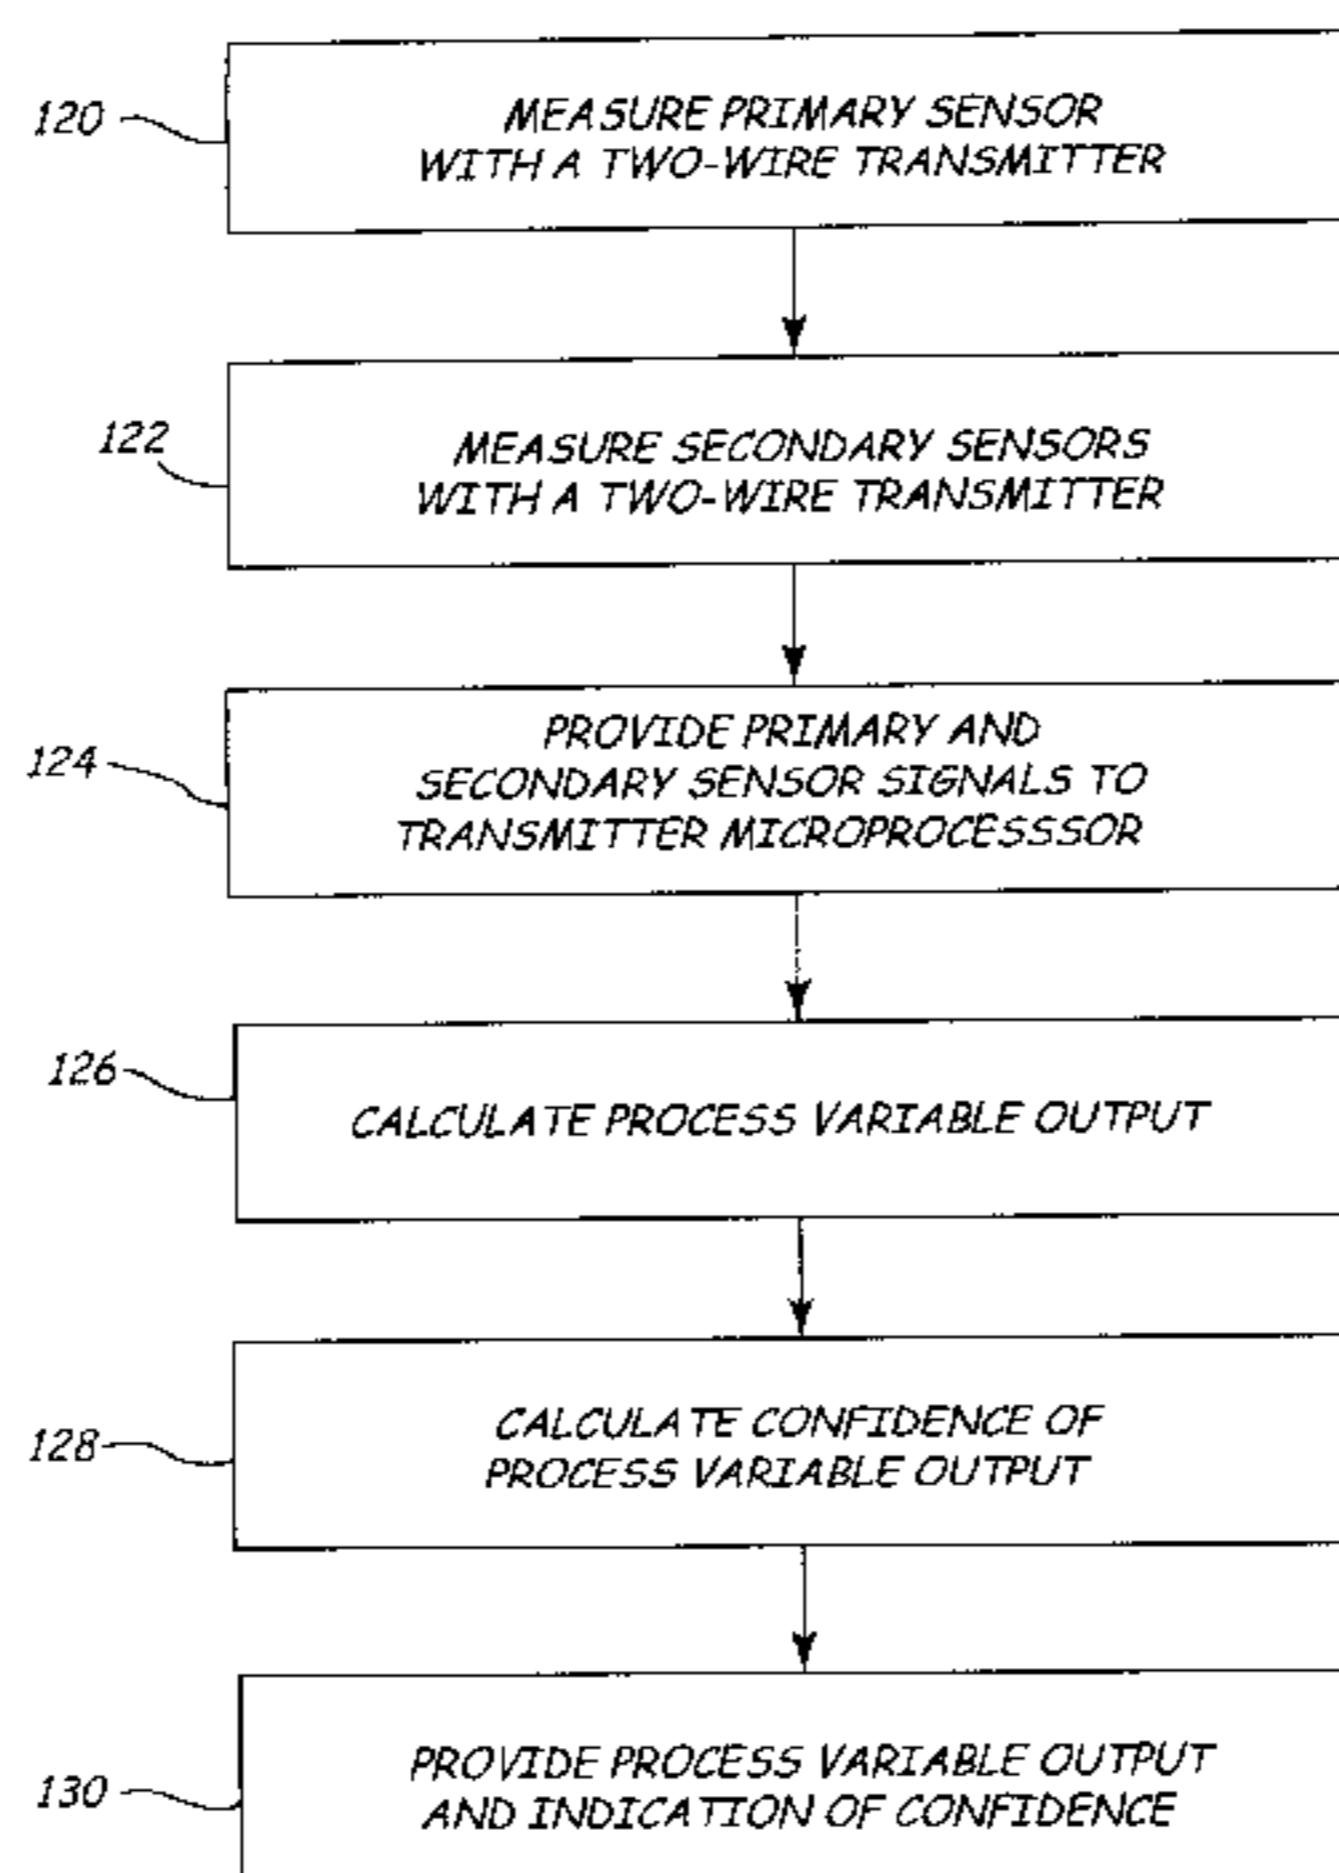 120
MEASURE PRIMARY SENSOR
WITH A TWO-WIRE TRANSMITTER
122
MEASURE SECONDARY SENSORS
WITH A TWO-WIRE TRANSMITTER
124
PROVIDE PRIMARY AND
SECONDARY SENSOR SIGNALS TO
TRANSMITTER MICROPROCESSSOR
126
CALCULATE PROCESS VARIABLE OUTPUT
128
CALCULATE CONFIDENCE OF
PROCESS VARIABLE OUTPUT
130
PROVIDE PROCESS VARIABLE OUTPUT
AND INDICATION OF CONFIDENCE